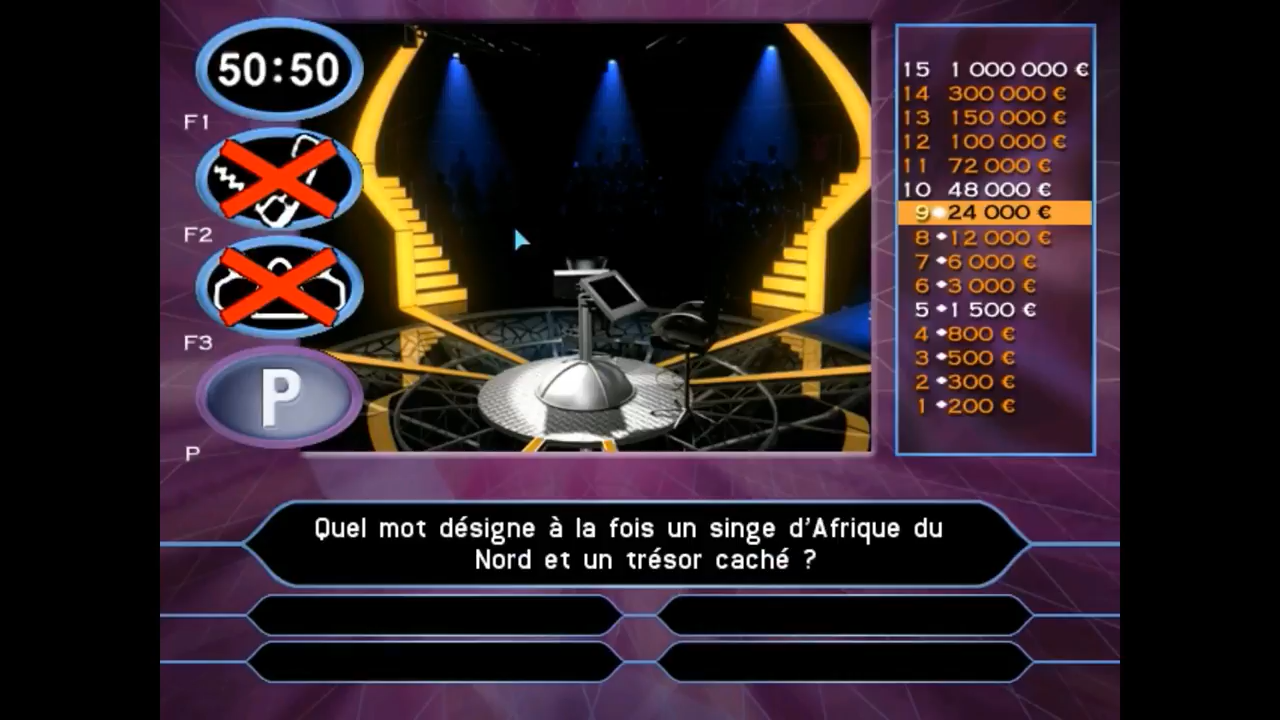 50:50
F1
F2
F3
P
P
15 1 000 000 €
14 300 000 €
13 150 000 €
12 100 000 €
11 72 000 €
10 48 000 €
9 24 000 €
8 12 000 €
7 6 000 €
6 3 000 €
5 1 500 €
4 800 €
3 500 €
2 300 €
1 200 €
Quel mot désigne à la fois un singe d'Afrique du
Nord et un trésor caché ?